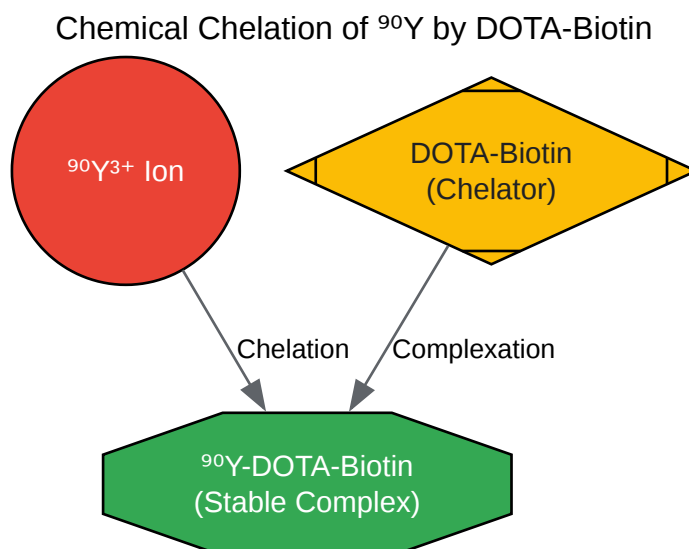 Chemical Chelation of ⁹⁰Y by DOTA-Biotin
⁹⁰Y³⁺ Ion
DOTA-Biotin
(Chelator)
Chelation
Complexation
⁹⁰Y-DOTA-Biotin
(Stable Complex)